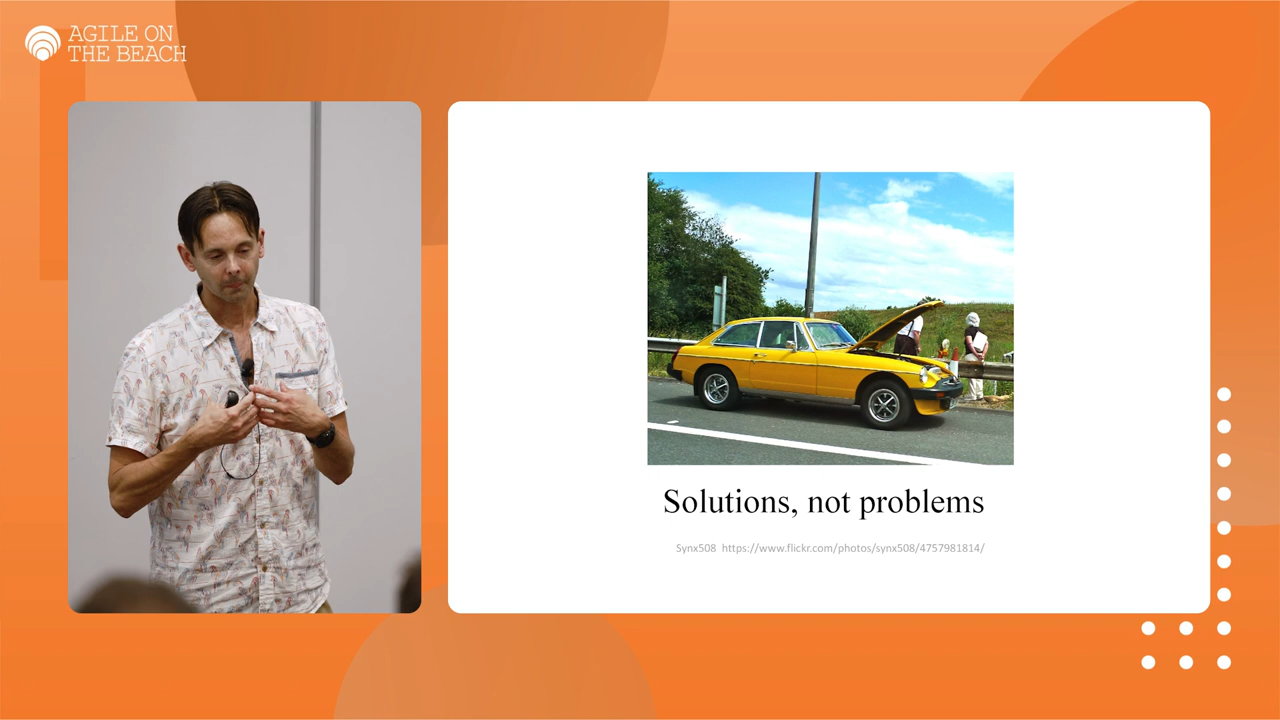 AGILE ON
THE BEACH
Solutions, not problems
Synx508 https://www.flickr.com/photos/synx508/4757981814/